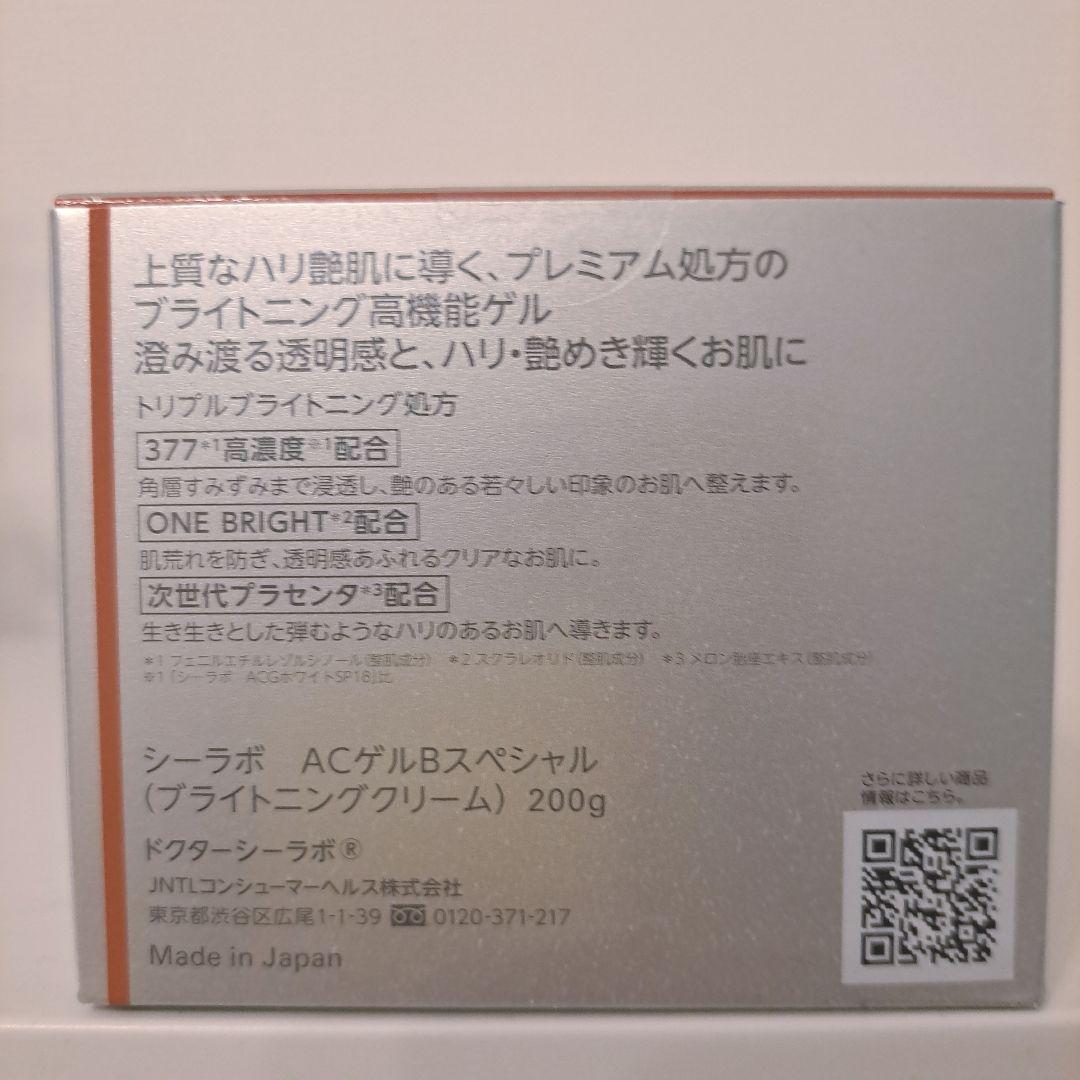 上質なハリ艶肌に導く、プレミアム処方の
ブライトニング高機能ゲル
澄み渡る透明感と、ハリ・艶めき輝くお肌に
トリプルブライトニング処方
377*1高濃度※1配合
角層すみずみまで浸透し、艶のある若々しい印象のお肌へ整えます。
ONE BRIGHT*2配合
肌荒れを防ぎ、透明感あふれるクリアなお肌に。
次世代プラセンタ*3配合
生き生きとした弾むようなハリのあるお肌へ導きます。
*1 フェニルエチルレゾルシノール（整肌成分） *2 スクラレオリド（整肌成分） *3 メロン胎座エキス（整肌成分）
※1「シーラボ ACGホワイトSP18」比
シーラボ ACゲルBスペシャル
（ブライトニングクリーム） 200g
ドクターシーラボ®
JNTLコンシューマーヘルス株式会社
東京都渋谷区広尾1-1-39 0120-371-217
Made in Japan
さらに詳しい商品
情報はこちら。